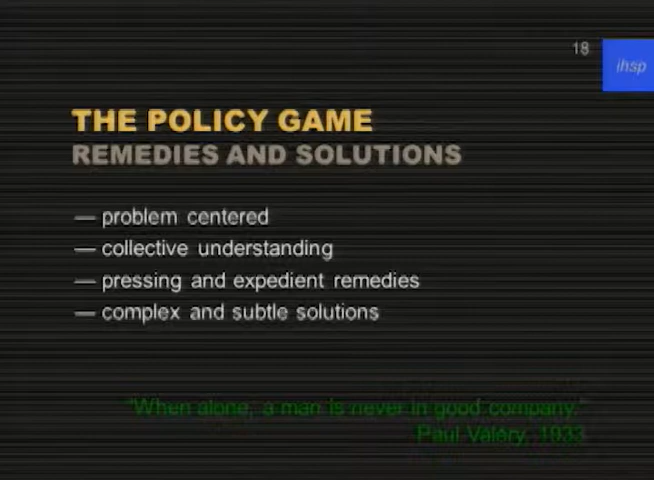 18
ihsp
THE POLICY GAME
REMEDIES AND SOLUTIONS
— problem centered
— collective understanding
— pressing and expedient remedies
— complex and subtle solutions
"When alone, a man is never in good company."
Paul Valéry, 1933